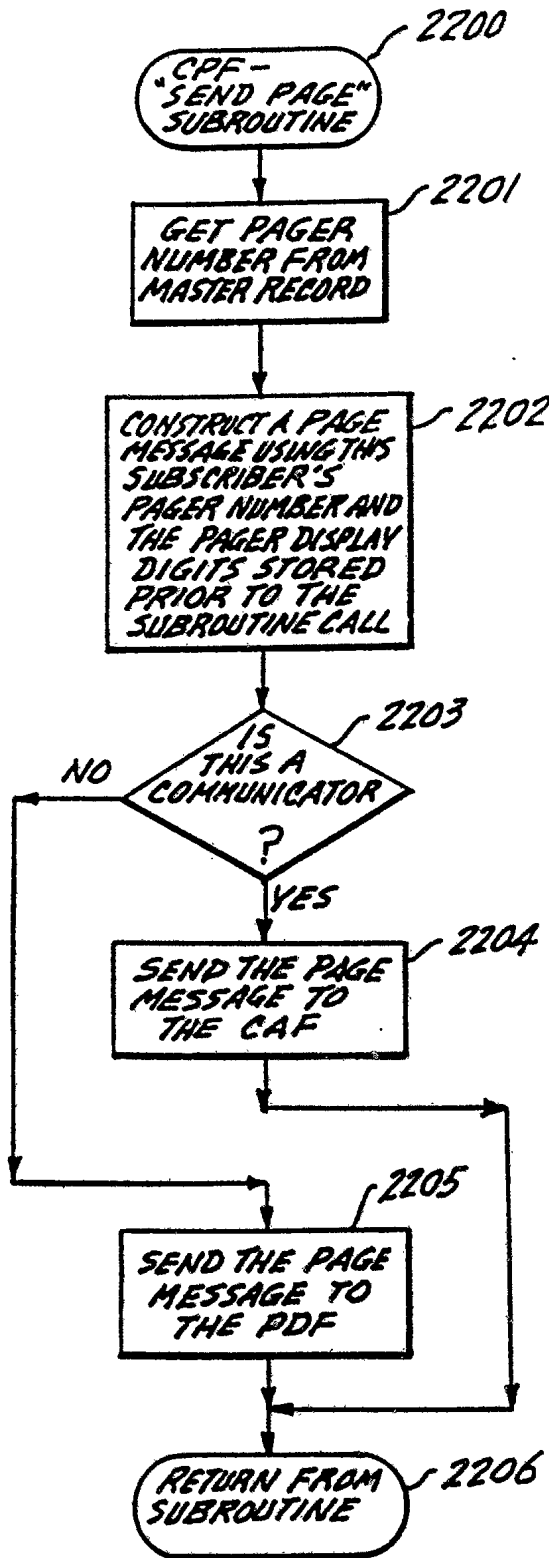 2200
"CPF-
SEND PAGE"
SUBROUTINE
2201
GET PAGER
NUMBER FROM
MASTER RECORD
2202
CONSTRUCT A PAGE
MESSAGE USING THIS
SUBSCRIBER'S
PAGER NUMBER AND
THE PAGER DISPLAY
DIGITS STORED
PRIOR TO THE
SUBROUTINE CALL
2203
IS
THIS A
COMMUNICATOR
?
NO
YES
2204
SEND THE PAGE
MESSAGE TO
THE CAF
2205
SEND THE PAGE
MESSAGE TO
THE PDF
2206
RETURN FROM
SUBROUTINE